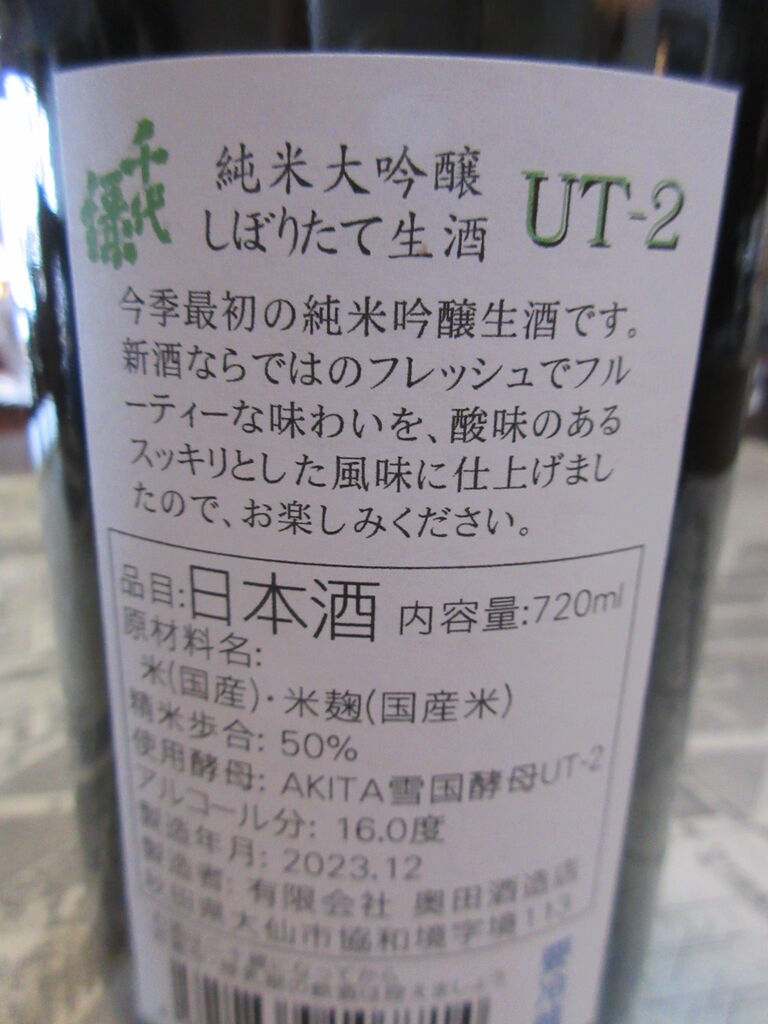 千代緑
純米大吟醸
しぼりたて生酒
UT-2
今季最初の純米吟醸生酒です。
新酒ならではのフレッシュでフル
ーティーな味わいを、酸味のある
スッキリとした風味に仕上げまし
たので、お楽しみください。
品目:日本酒 内容量:720ml
原材料名:
米(国産)・米麹(国産米)
精米歩合: 50%
使用酵母: AKITA雪国酵母UT-2
アルコール分: 16.0度
製造年月: 2023.12
製造者: 有限会社 奥田酒造店
秋田県大仙市協和境字境113